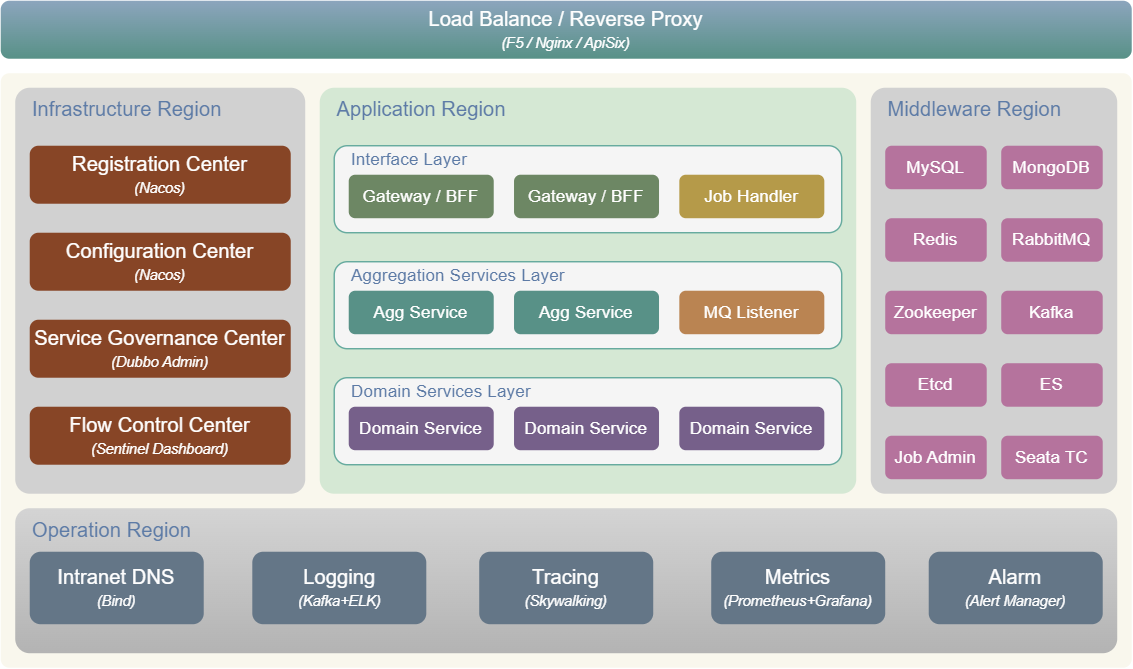 Load Balance / Reverse Proxy
(F5 / Nginx / ApiSix)
Infrastructure Region
Registration Center
(Nacos)
Configuration Center
(Nacos)
Service Governance Center
(Dubbo Admin)
Flow Control Center
(Sentinel Dashboard)
Application Region
Interface Layer
Gateway / BFF
Gateway / BFF
Job Handler
Aggregation Services Layer
Agg Service
Agg Service
MQ Listener
Domain Services Layer
Domain Service
Domain Service
Domain Service
Middleware Region
MySQL
MongoDB
Redis
RabbitMQ
Zookeeper
Kafka
Etcd
ES
Job Admin
Seata TC
Operation Region
Intranet DNS
(Bind)
Logging
(Kafka+ELK)
Tracing
(Skywalking)
Metrics
(Prometheus+Grafana)
Alarm
(Alert Manager)